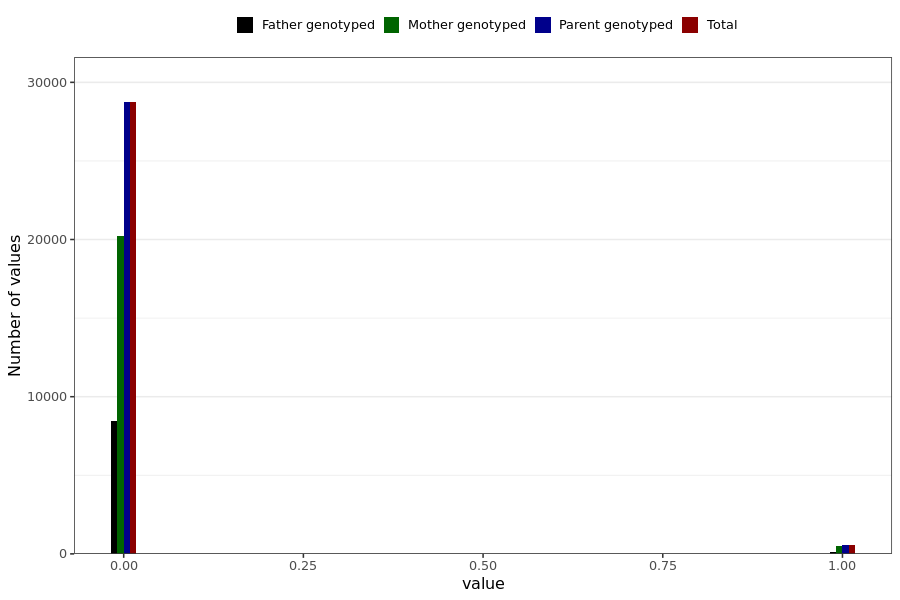 Father genotyped Mother genotyped Parent genotyped Total
30000
20000
10000
0
Number of values
0.00 0.25 0.50 0.75 1.00
value